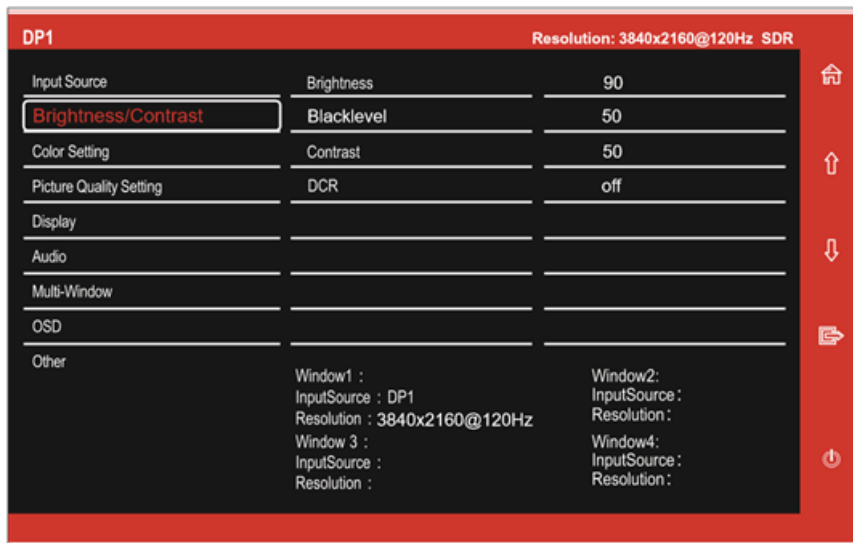 DP1 Resolution: 3840x2160@120Hz SDR
Input Source Brightness 90
Brightness/Contrast Blacklevel 50
Color Setting Contrast 50
Picture Quality Setting DCR off
Display
Audio
Multi-Window
OSD
Other
Window1 : Window2:
InputSource : DP1 InputSource:
Resolution : 3840x2160@120Hz Resolution:
Window 3 : Window4:
InputSource : InputSource:
Resolution : Resolution: